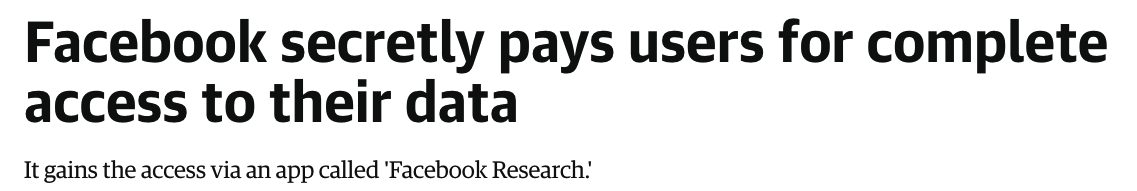 Facebook secretly pays users for complete
access to their data
It gains the access via an app called 'Facebook Research.'